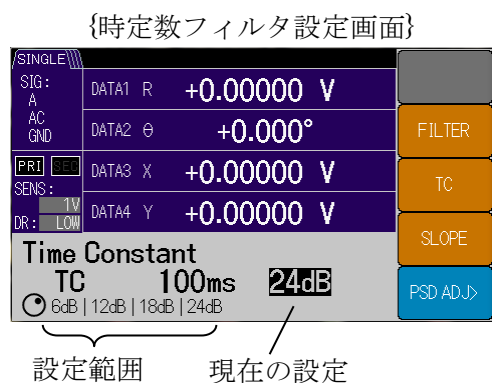 {時定数フィルタ設定画面}
SINGLE
SIG:
A
AC
GND
DATA1 R +0.00000 V
DATA2 θ +0.000°
PRI SEC
SENS:
1V
DR: LOW
DATA3 X +0.00000 V
DATA4 Y +0.00000 V
Time Constant
TC 100ms 24dB
6dB | 12dB | 18dB | 24dB
FILTER
TC
SLOPE
PSD ADJ>
設定範囲 現在の設定